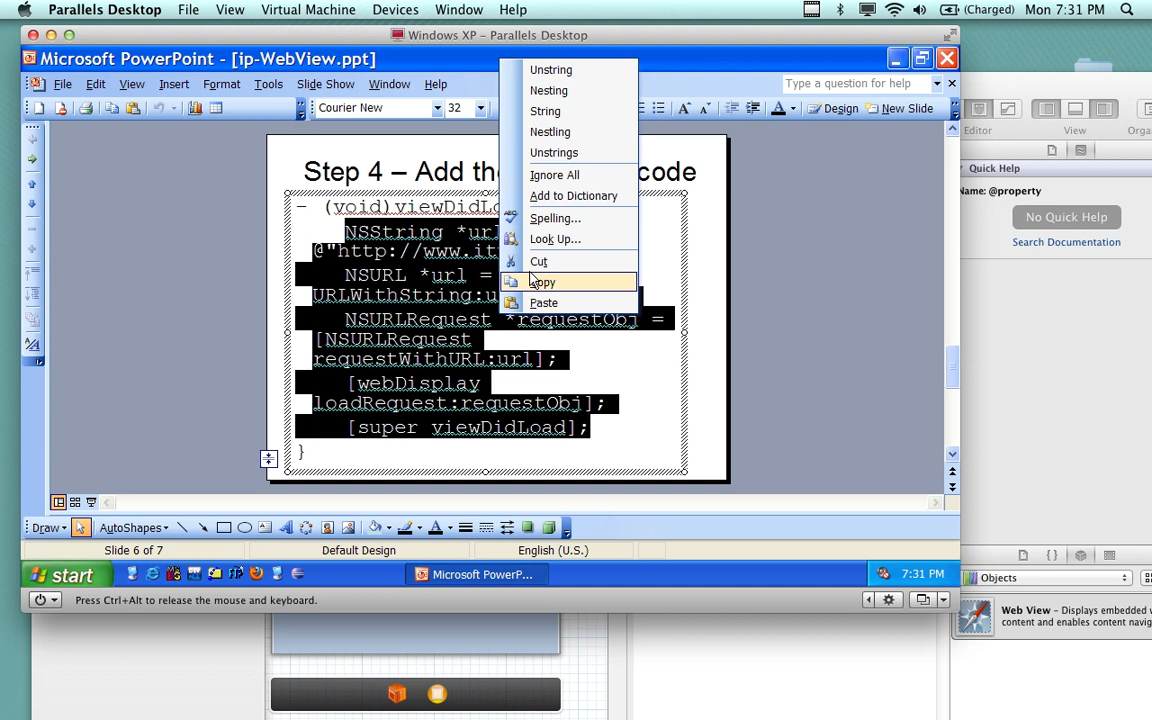 Parallels Desktop File View Virtual Machine Devices Window Help (Charged) Mon 7:31 PM
Windows XP – Parallels Desktop
Microsoft PowerPoint - [ip-WebView.ppt]
File Edit View Insert Format Tools Slide Show Window Help Type a question for help
Courier New 32 Design New Slide
Unstring
Nesting
String
Nestling
Unstrings
Ignore All
Add to Dictionary
Spelling...
Look Up...
Cut
Copy
Paste
Step 4 – Add the code
– (void)viewDidLo
NSString *url
@"http://www.it
NSURL *url =
URLWithString:u
NSURLRequest *requestObj =
[NSURLRequest
requestWithURL:url];
[webDisplay
loadRequest:requestObj];
[super viewDidLoad];
}
Draw AutoShapes
Slide 6 of 7 Default Design English (U.S.)
start Microsoft PowerP... 7:31 PM
Press Ctrl+Alt to release the mouse and keyboard.
Editor View Orga
Quick Help
Name: @property
No Quick Help
Search Documentation
{ }
Objects
Web View – Displays embedded w
content and enables content navig